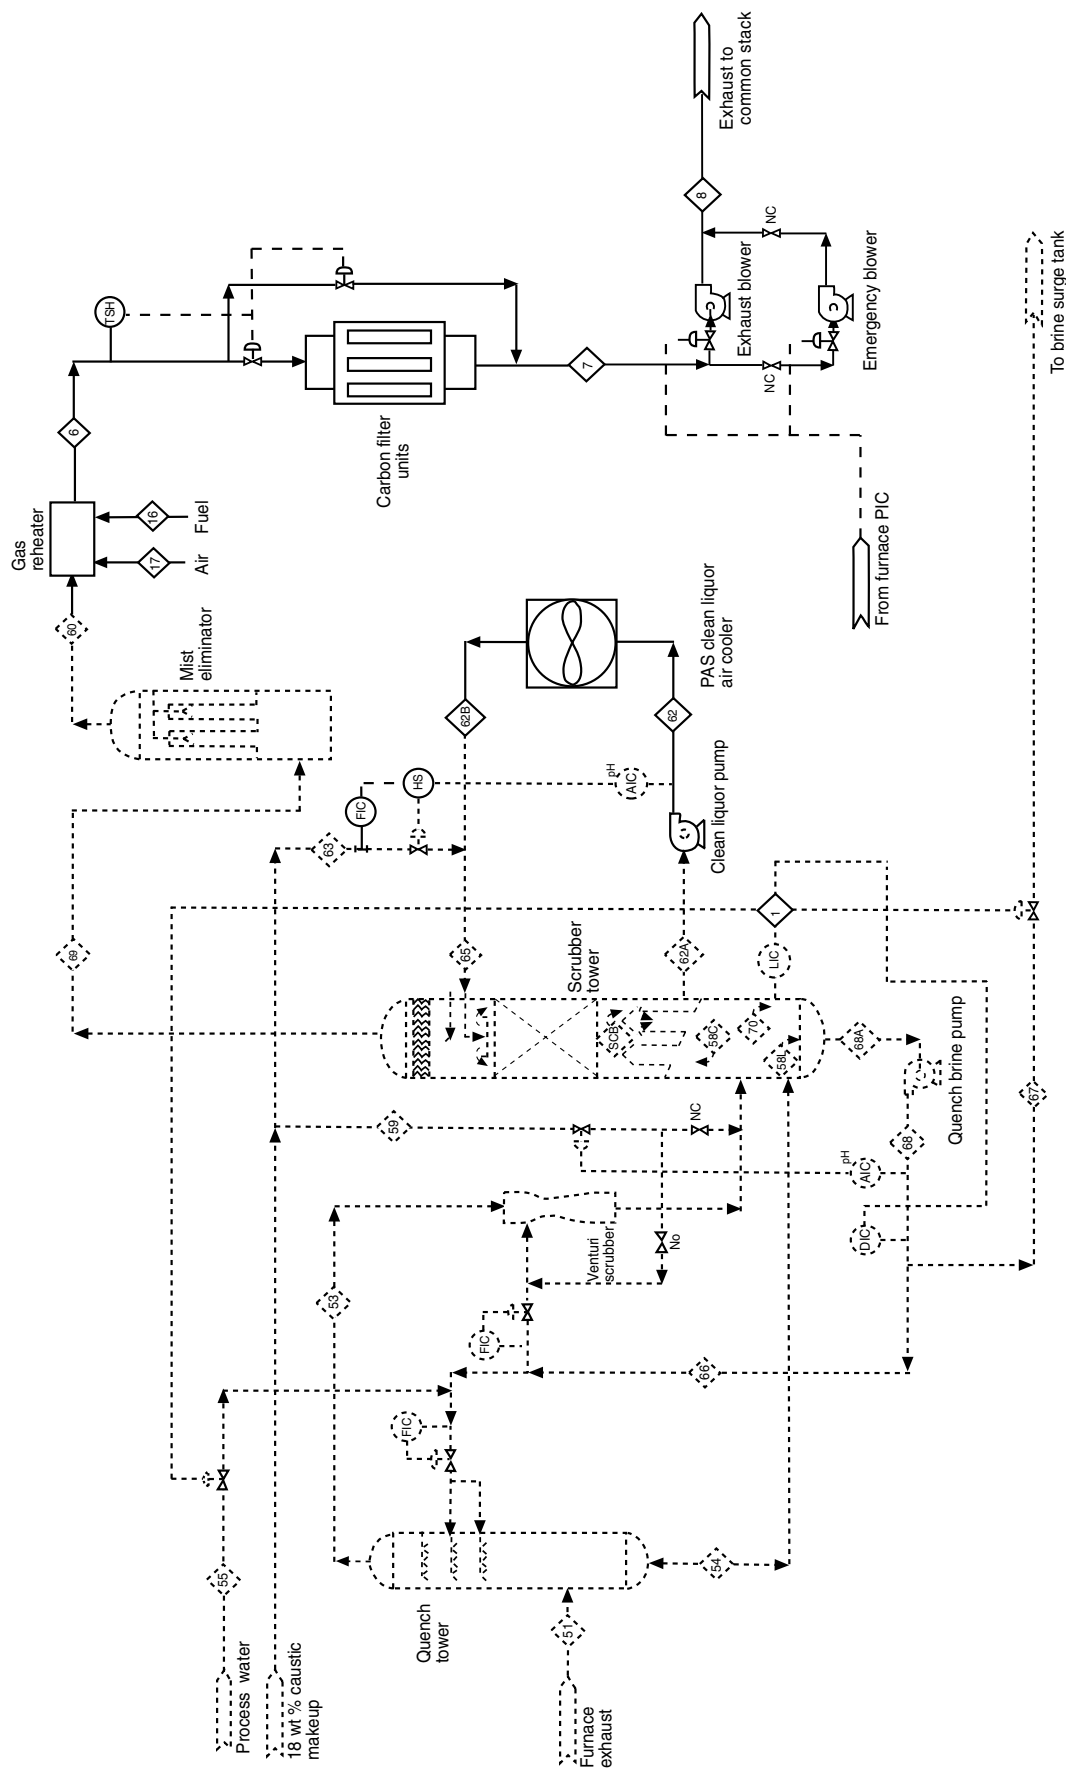 Exhaust to
common stack
8
NC
Exhaust blower
Emergency blower
To brine surge tank
TSH
7
NC
Carbon filter
units
6
From furnace PIC
Gas
reheater
16
Fuel
17
Air
60
Mist
eliminator
PAS clean liquor
air cooler
62B
62
pH
AIC
HS
FIC
63
Clean liquor pump
1
69
65
62A
LIC
Scrubber
tower
SCB
58C
70
58L
68A
Quench brine pump
67
59
NC
68
pH
AIC
DIC
Venturi
scrubber
No
53
FIC
66
FIC
55
54
Quench
tower
51
Process water
18 wt % caustic
makeup
Furnace
exhaust